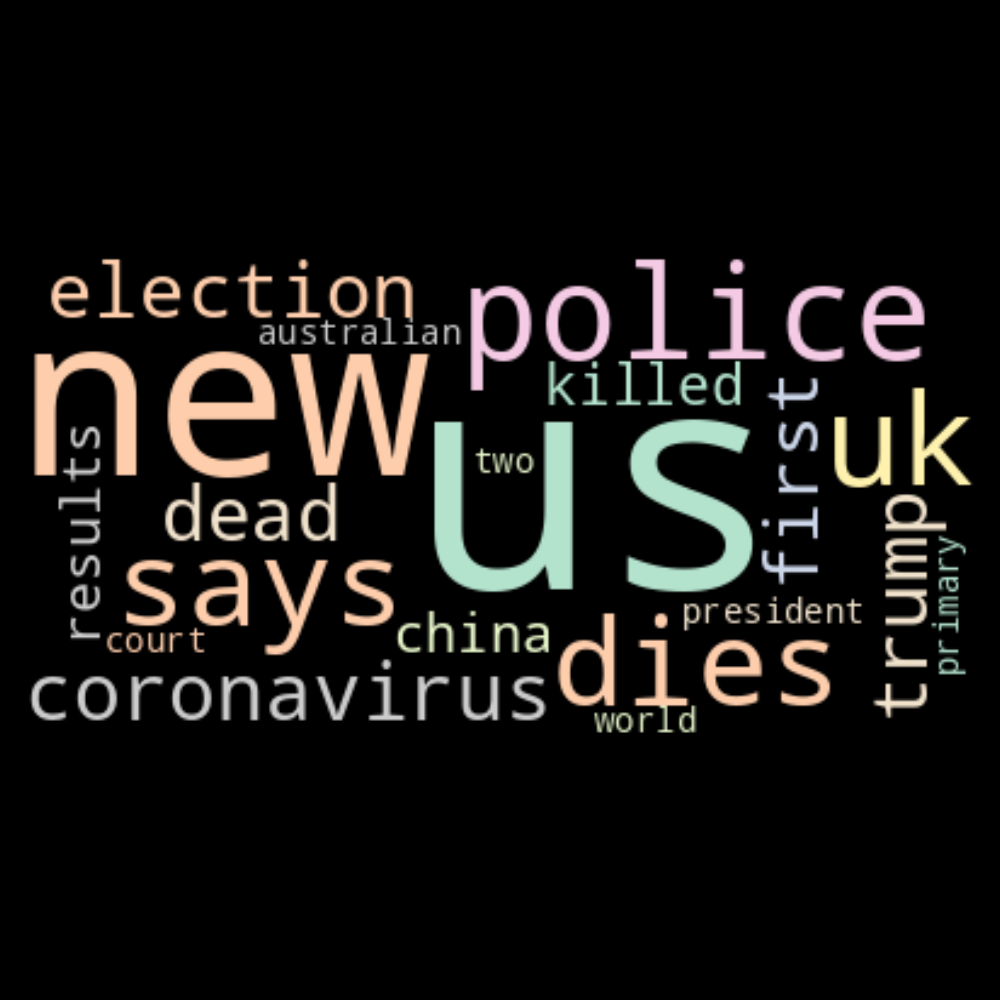 election
police
australian
new
killed
us
first
uk
two
results
dead
trump
says
primary
president
court
china
dies
coronavirus
world